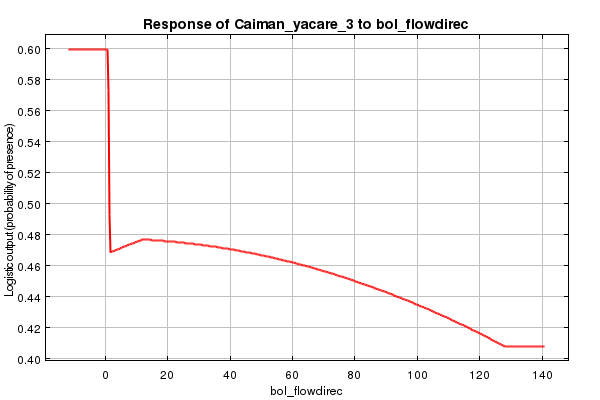 Response of Caiman_yacare_3 to bol_flowdirec
Logistic output (probability of presence)
0.60
0.58
0.56
0.54
0.52
0.50
0.48
0.46
0.44
0.42
0.40
0 20 40 60 80 100 120 140
bol_flowdirec